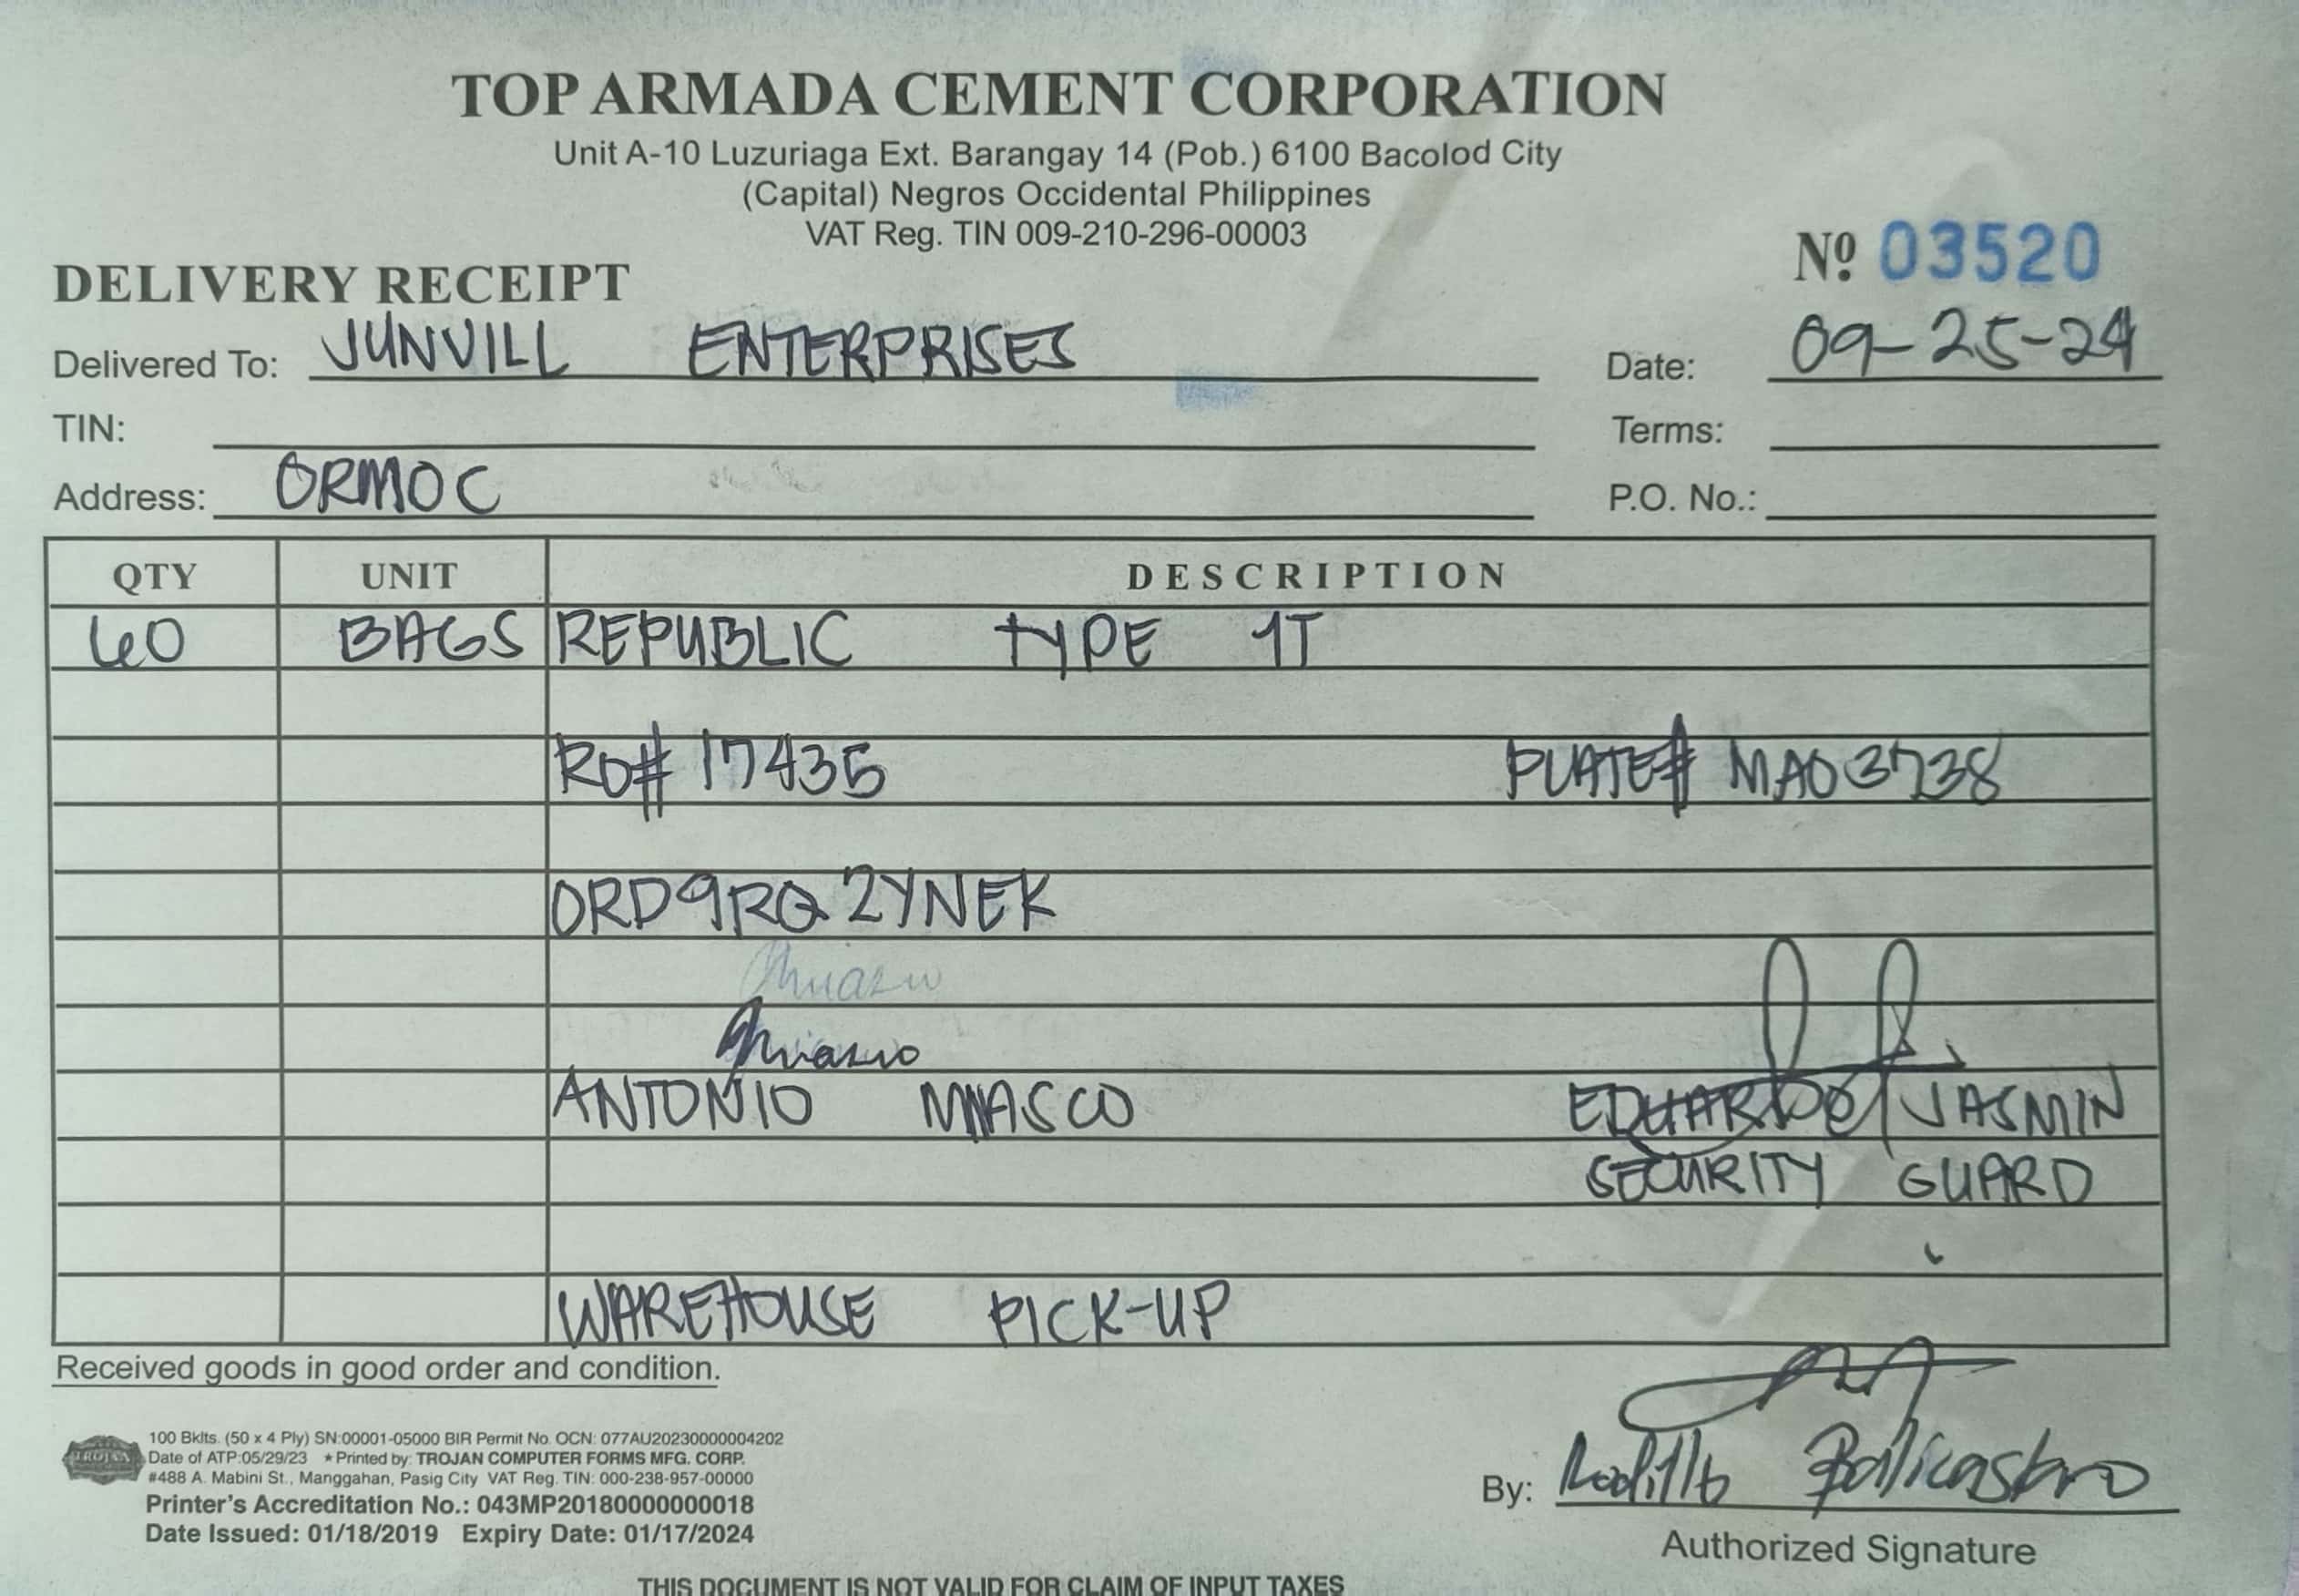 TOP ARMADA CEMENT CORPORATION
Unit A-10 Luzuriaga Ext. Barangay 14 (Pob.) 6100 Bacolod City
(Capital) Negros Occidental Philippines
VAT Reg. TIN 009-210-296-00003
Nº 03520
DELIVERY RECEIPT
Delivered To: JUNVILL ENTERPRISES Date: 09-25-24
TIN: Terms:
Address: ORMOC P.O. No.:
QTY UNIT DESCRIPTION
60 BAGS REPUBLIC TYPE 1T
RO# 17435 PLATE# MAO3738
ORD9RQ2YNEK
ANTONIO EDUARDO JASMIN
SECURITY GUARD
WAREHOUSE PICK-UP
Received goods in good order and condition.
TROJAN
100 Bklts. (50 x 4 Ply) SN:00001-05000 BIR Permit No. OCN: 077AU20230000004202
Date of ATP:05/29/23 ★Printed by: TROJAN COMPUTER FORMS MFG. CORP.
#488 A. Mabini St., Manggahan, Pasig City VAT Reg. TIN: 000-238-957-00000
Printer's Accreditation No.: 043MP20180000000018
Date Issued: 01/18/2019 Expiry Date: 01/17/2024
By: Balicastro
Authorized Signature
THIS DOCUMENT IS NOT VALID FOR CLAIM OF INPUT TAXES